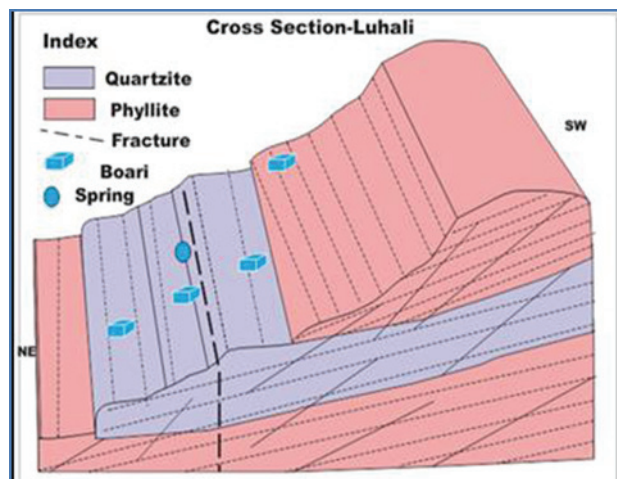 Cross Section-Luhali
Index
Quartzite
Phyllite
Fracture
Boari
Spring
SW
NE